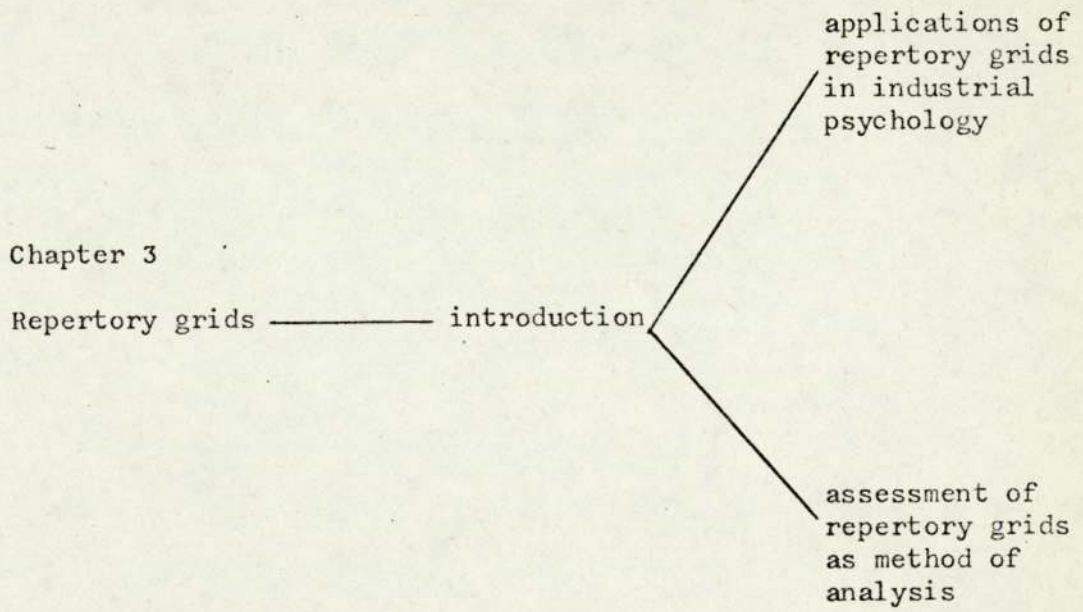 applications of
repertory grids
in industrial
psychology
Chapter 3
Repertory grids
introduction
assessment of
repertory grids
as method of
analysis